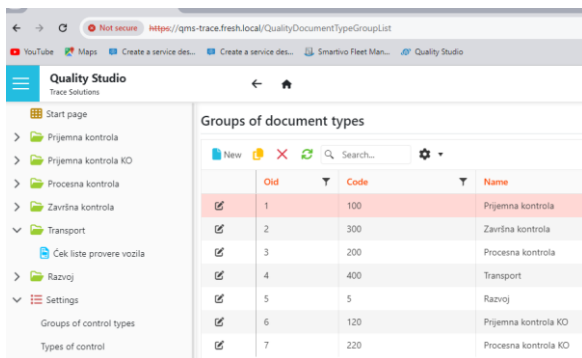 Not secure https://qms-trace.fresh.local/QualityDocumentTypeGroupList
YouTube Maps Create a service des... Create a service des... Smartivo Fleet Man... Quality Studio
Quality Studio
Trace Solutions
Start page
Prijemna kontrola
Prijemna kontrola KO
Procesna kontrola
Završna kontrola
Transport
Ček liste provere vozila
Razvoj
Settings
Groups of control types
Types of control
Groups of document types
New Search...
Oid Code Name
1 100 Prijemna kontrola
2 300 Završna kontrola
3 200 Procesna kontrola
4 400 Transport
5 5 Razvoj
6 120 Prijemna kontrola KO
7 220 Procesna kontrola KO